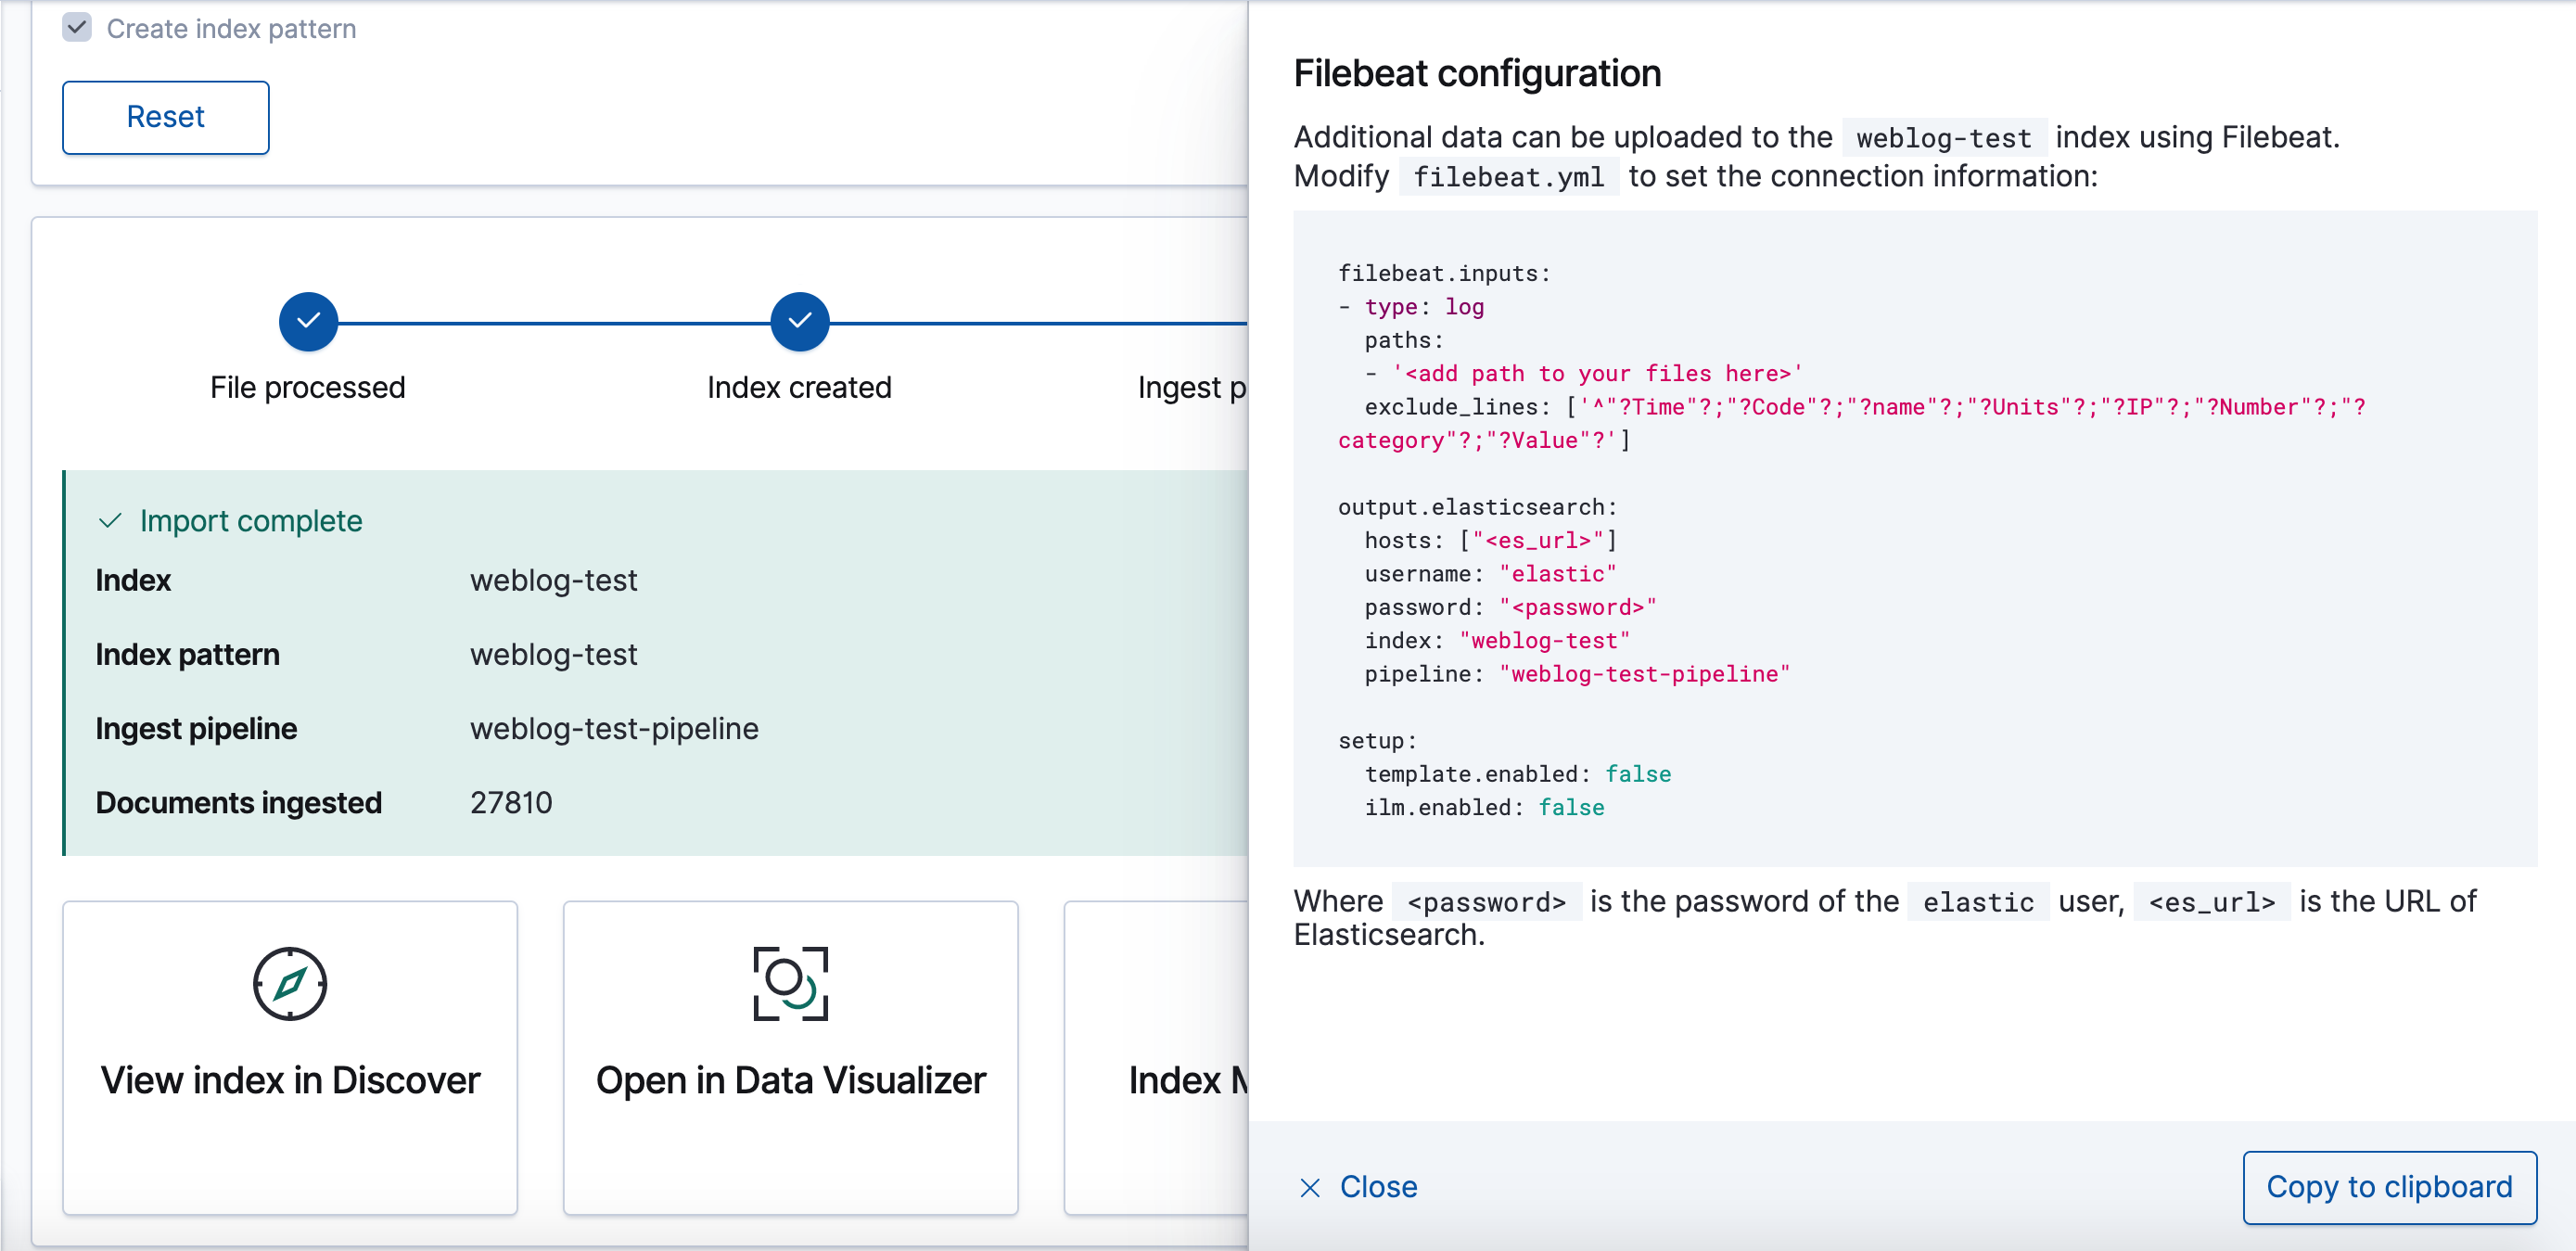 Create index pattern
Reset
File processed
Index created
Ingest p
Import complete
Index weblog-test
Index pattern weblog-test
Ingest pipeline weblog-test-pipeline
Documents ingested 27810
View index in Discover
Open in Data Visualizer
Index M
Filebeat configuration
Additional data can be uploaded to the weblog-test index using Filebeat.
Modify filebeat.yml to set the connection information:
filebeat.inputs:
- type: log
  paths:
  - '<add path to your files here>'
  exclude_lines: ['^"?Time"?;"?Code"?;"?name"?;"?Units"?;"?IP"?;"?Number"?;"?
category"?;"?Value"?']
output.elasticsearch:
  hosts: ["<es_url>"]
  username: "elastic"
  password: "<password>"
  index: "weblog-test"
  pipeline: "weblog-test-pipeline"
setup:
  template.enabled: false
  ilm.enabled: false
Where <password> is the password of the elastic user, <es_url> is the URL of
Elasticsearch.
Close
Copy to clipboard